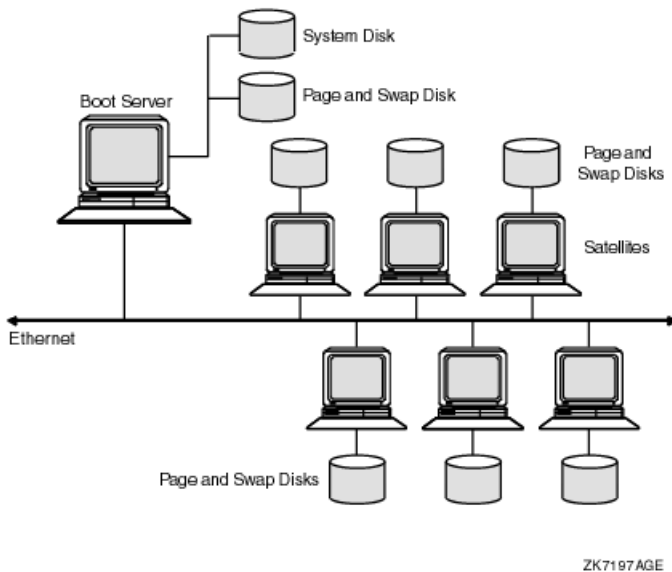 System Disk
Boot Server
Page and Swap Disk
Page and
Swap Disks
Satellites
Ethernet
Page and Swap Disks
ZK7197AGE